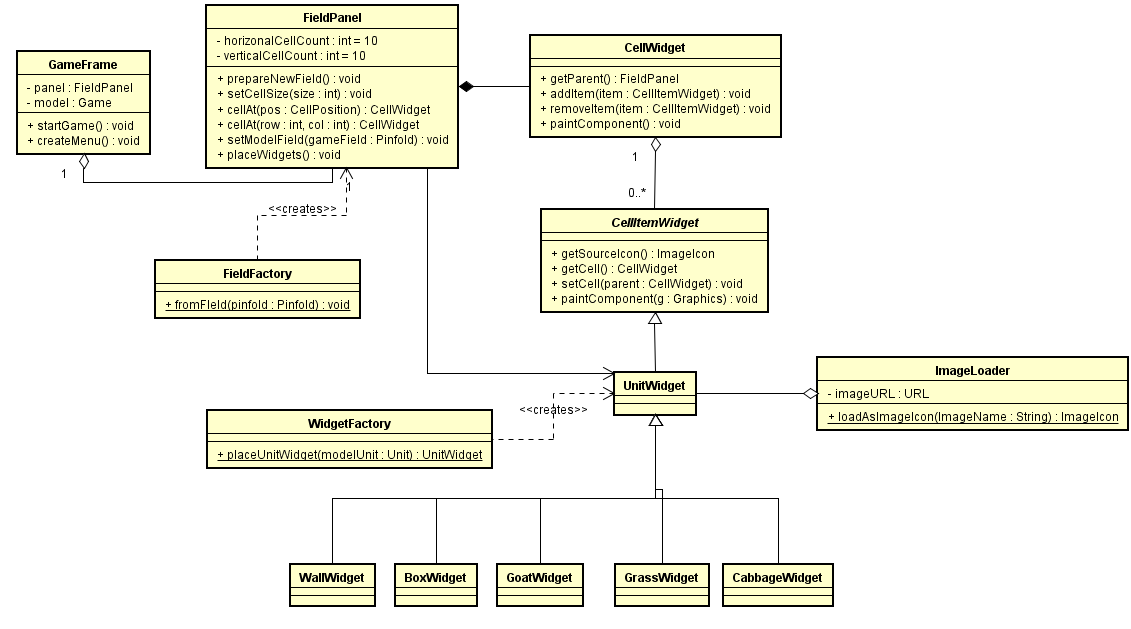 FieldPanel
- horizonalCellCount : int = 10
- verticalCellCount : int = 10
+ prepareNewField() : void
+ setCellSize(size : int) : void
+ cellAt(pos : CellPosition) : CellWidget
+ cellAt(row : int, col : int) : CellWidget
+ setModelField(gameField : Pinfold) : void
+ placeWidgets() : void
GameFrame
- panel : FieldPanel
- model : Game
+ startGame() : void
+ createMenu() : void
CellWidget
+ getParent() : FieldPanel
+ addItem(item : CellItemWidget) : void
+ removeItem(item : CellItemWidget) : void
+ paintComponent() : void
1
1
1
0..*
<<creates>>
CellItemWidget
+ getSourceIcon() : ImageIcon
+ getCell() : CellWidget
+ setCell(parent : CellWidget) : void
+ paintComponent(g : Graphics) : void
FieldFactory
+ fromField(pinfold : Pinfold) : void
UnitWidget
ImageLoader
- imageURL : URL
+ loadAsImageIcon(ImageName : String) : ImageIcon
<<creates>>
WidgetFactory
+ placeUnitWidget(modelUnit : Unit) : UnitWidget
WallWidget
BoxWidget
GoatWidget
GrassWidget
CabbageWidget